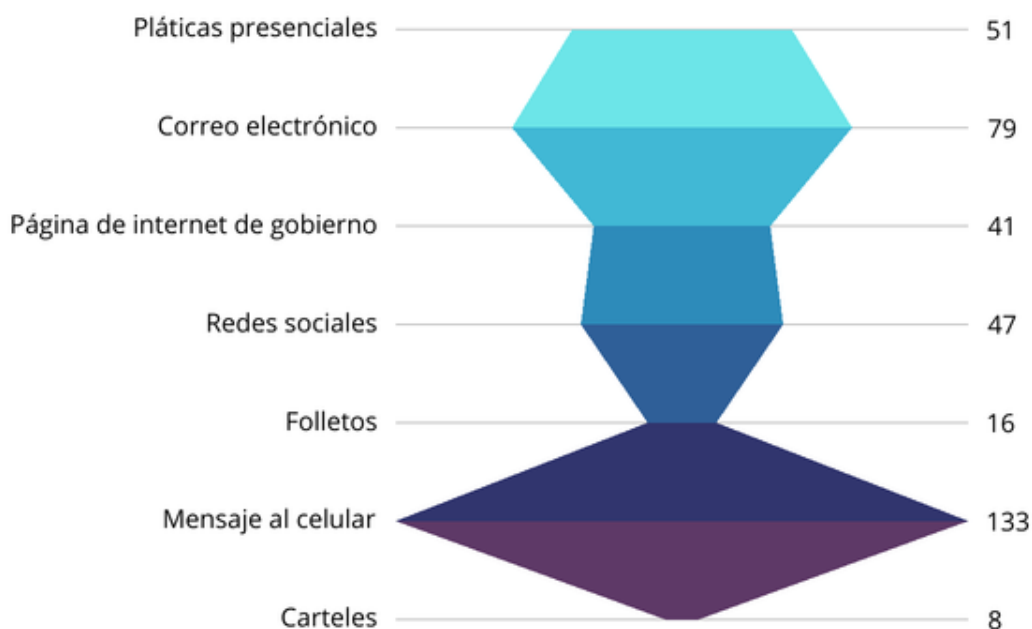 Pláticas presenciales 51
Correo electrónico 79
Página de internet de gobierno 41
Redes sociales 47
Folletos 16
Mensaje al celular 133
Carteles 8